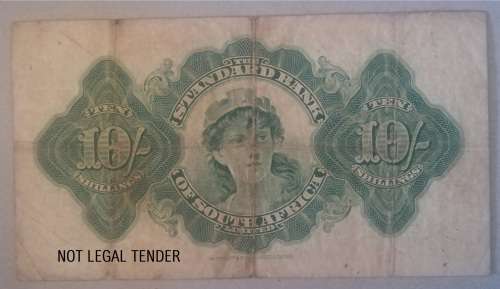 THE
STANDARD BANK
OF SOUTH AFRICA
LIMITED
TEN
10/-
SHILLINGS
TEN
10/-
SHILLINGS
NOT LEGAL TENDER